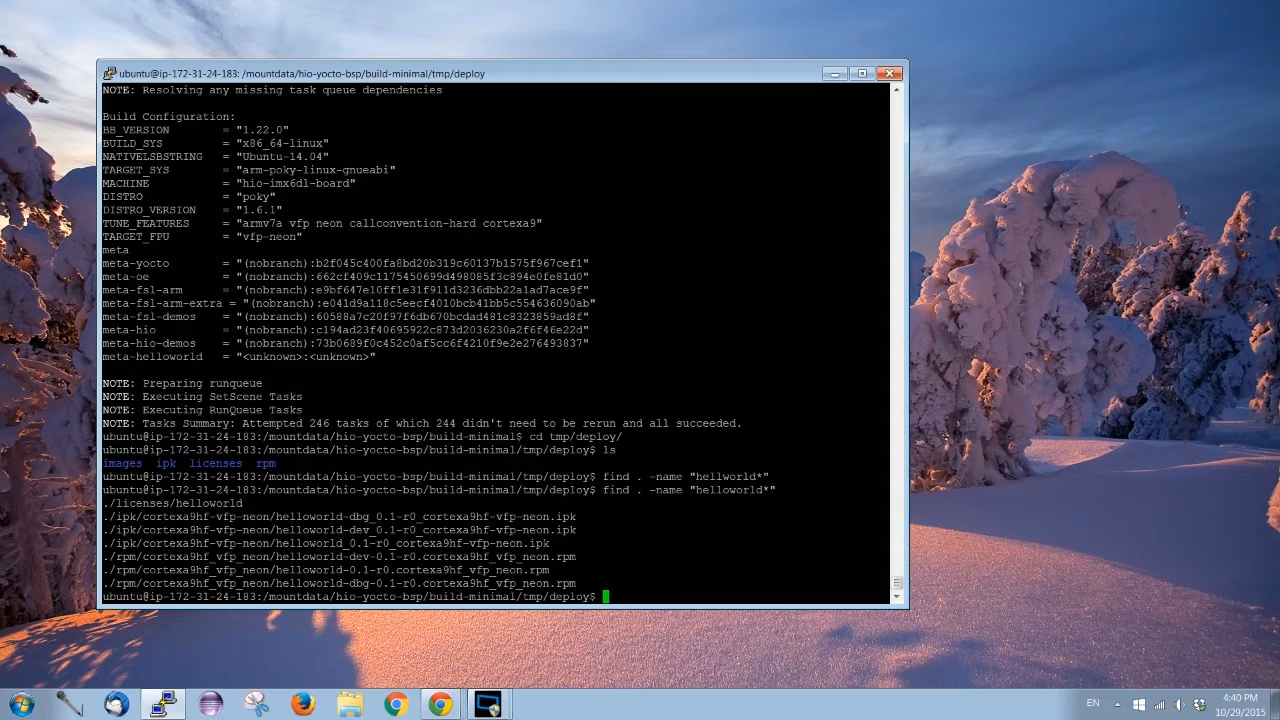 ubuntu@ip-172-31-24-183: /mountdata/hio-yocto-bsp/build-minimal/tmp/deploy
NOTE: Resolving any missing task queue dependencies
Build Configuration:
BB_VERSION        = "1.22.0"
BUILD_SYS         = "x86_64-linux"
NATIVELSBSTRING   = "Ubuntu-14.04"
TARGET_SYS        = "arm-poky-linux-gnueabi"
MACHINE           = "hio-imx6dl-board"
DISTRO            = "poky"
DISTRO_VERSION    = "1.6.1"
TUNE_FEATURES     = "armv7a vfp neon callconvention-hard cortexa9"
TARGET_FPU        = "vfp-neon"
meta
meta-yocto        = "(nobranch):b2f045c400fa8bd20b319c60137b1575f967cef1"
meta-oe           = "(nobranch):662cf409c1175450699d498085f3c894e0fe81d0"
meta-fsl-arm      = "(nobranch):e9bf647e10ff1e31f911d3236dbb22a1ad7ace9f"
meta-fsl-arm-extra = "(nobranch):e041d9a118c5eecf4010bcb41bb5c554636090ab"
meta-fsl-demos    = "(nobranch):60588a7c20f97f6db670bcdad481c8323859ad8f"
meta-hio          = "(nobranch):c194ad23f40695922c873d2036230a2f6f46e22d"
meta-hio-demos    = "(nobranch):73b0689f0c452c0af5cc6f4210f9e2e276493837"
meta-helloworld   = "<unknown>:<unknown>"
NOTE: Preparing runqueue
NOTE: Executing SetScene Tasks
NOTE: Executing RunQueue Tasks
NOTE: Tasks Summary: Attempted 246 tasks of which 244 didn't need to be rerun and all succeeded.
ubuntu@ip-172-31-24-183:/mountdata/hio-yocto-bsp/build-minimal$ cd tmp/deploy/
ubuntu@ip-172-31-24-183:/mountdata/hio-yocto-bsp/build-minimal/tmp/deploy$ ls
images  ipk  licenses  rpm
ubuntu@ip-172-31-24-183:/mountdata/hio-yocto-bsp/build-minimal/tmp/deploy$ find . -name "hellworld*"
ubuntu@ip-172-31-24-183:/mountdata/hio-yocto-bsp/build-minimal/tmp/deploy$ find . -name "helloworld*"
./licenses/helloworld
./ipk/cortexa9hf-vfp-neon/helloworld-dbg_0.1-r0_cortexa9hf-vfp-neon.ipk
./ipk/cortexa9hf-vfp-neon/helloworld-dev_0.1-r0_cortexa9hf-vfp-neon.ipk
./ipk/cortexa9hf-vfp-neon/helloworld_0.1-r0_cortexa9hf-vfp-neon.ipk
./rpm/cortexa9hf_vfp_neon/helloworld-dev-0.1-r0.cortexa9hf_vfp_neon.rpm
./rpm/cortexa9hf_vfp_neon/helloworld-0.1-r0.cortexa9hf_vfp_neon.rpm
./rpm/cortexa9hf_vfp_neon/helloworld-dbg-0.1-r0.cortexa9hf_vfp_neon.rpm
ubuntu@ip-172-31-24-183:/mountdata/hio-yocto-bsp/build-minimal/tmp/deploy$
EN
4:40 PM
10/29/2015